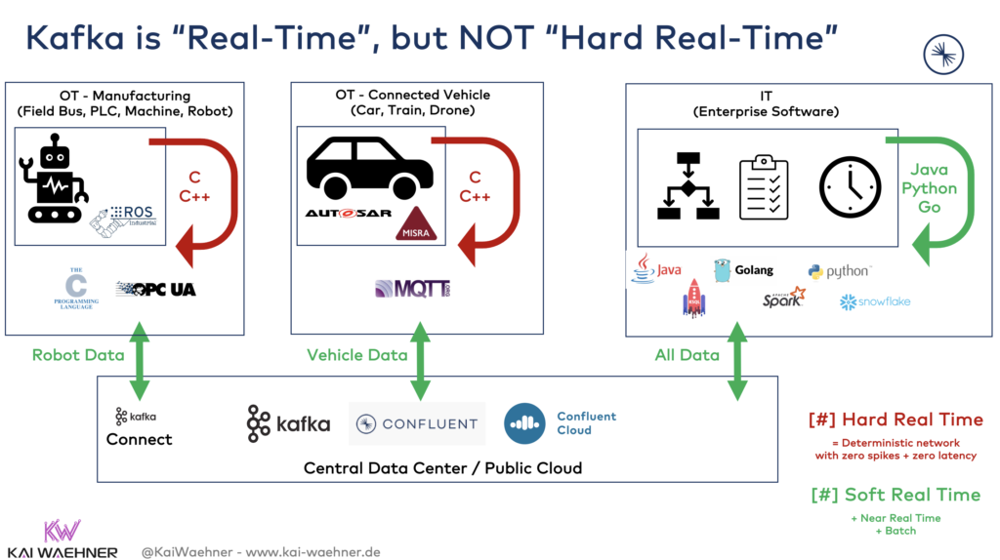 Kafka is “Real-Time”, but NOT “Hard Real-Time”
OT - Manufacturing
(Field Bus, PLC, Machine, Robot)
C
C++
ROS
Industrial
THE
C
PROGRAMMING
LANGUAGE
OPC UA
OT - Connected Vehicle
(Car, Train, Drone)
C
C++
AUTOSAR
MISRA
MQTT
IT
(Enterprise Software)
Java
Python
Go
Java
Golang
python
KSQL
APACHE
Spark
snowflake
Robot Data
Vehicle Data
All Data
kafka
Connect
kafka
CONFLUENT
Confluent
Cloud
Central Data Center / Public Cloud
[#] Hard Real Time
= Deterministic network
with zero spikes + zero latency
[#] Soft Real Time
+ Near Real Time
+ Batch
KW
KAI WAEHNER
@KaiWaehner - www.kai-waehner.de